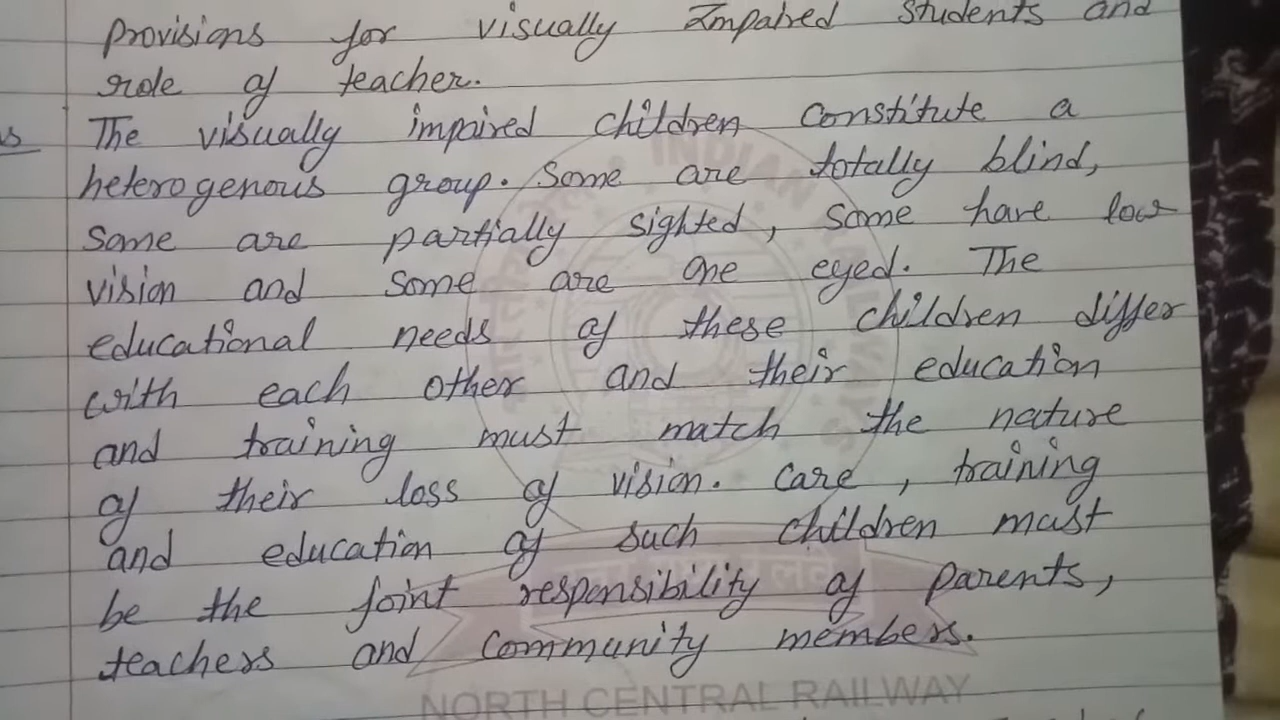 Provisions for visually Impaired Students and
role of teacher.
s The visually impaired children constitute a
heterogenous group. Some are totally blind,
Some are partially sighted, some have low
vision and some are one eyed. The
educational needs of these children differ
with each other and their education
and training must match the nature
of their loss of vision. Care, training
and education of such children must
be the joint responsibility of parents,
teachers and community members.
INDIAN RAILWAYS
NORTH CENTRAL RAILWAY